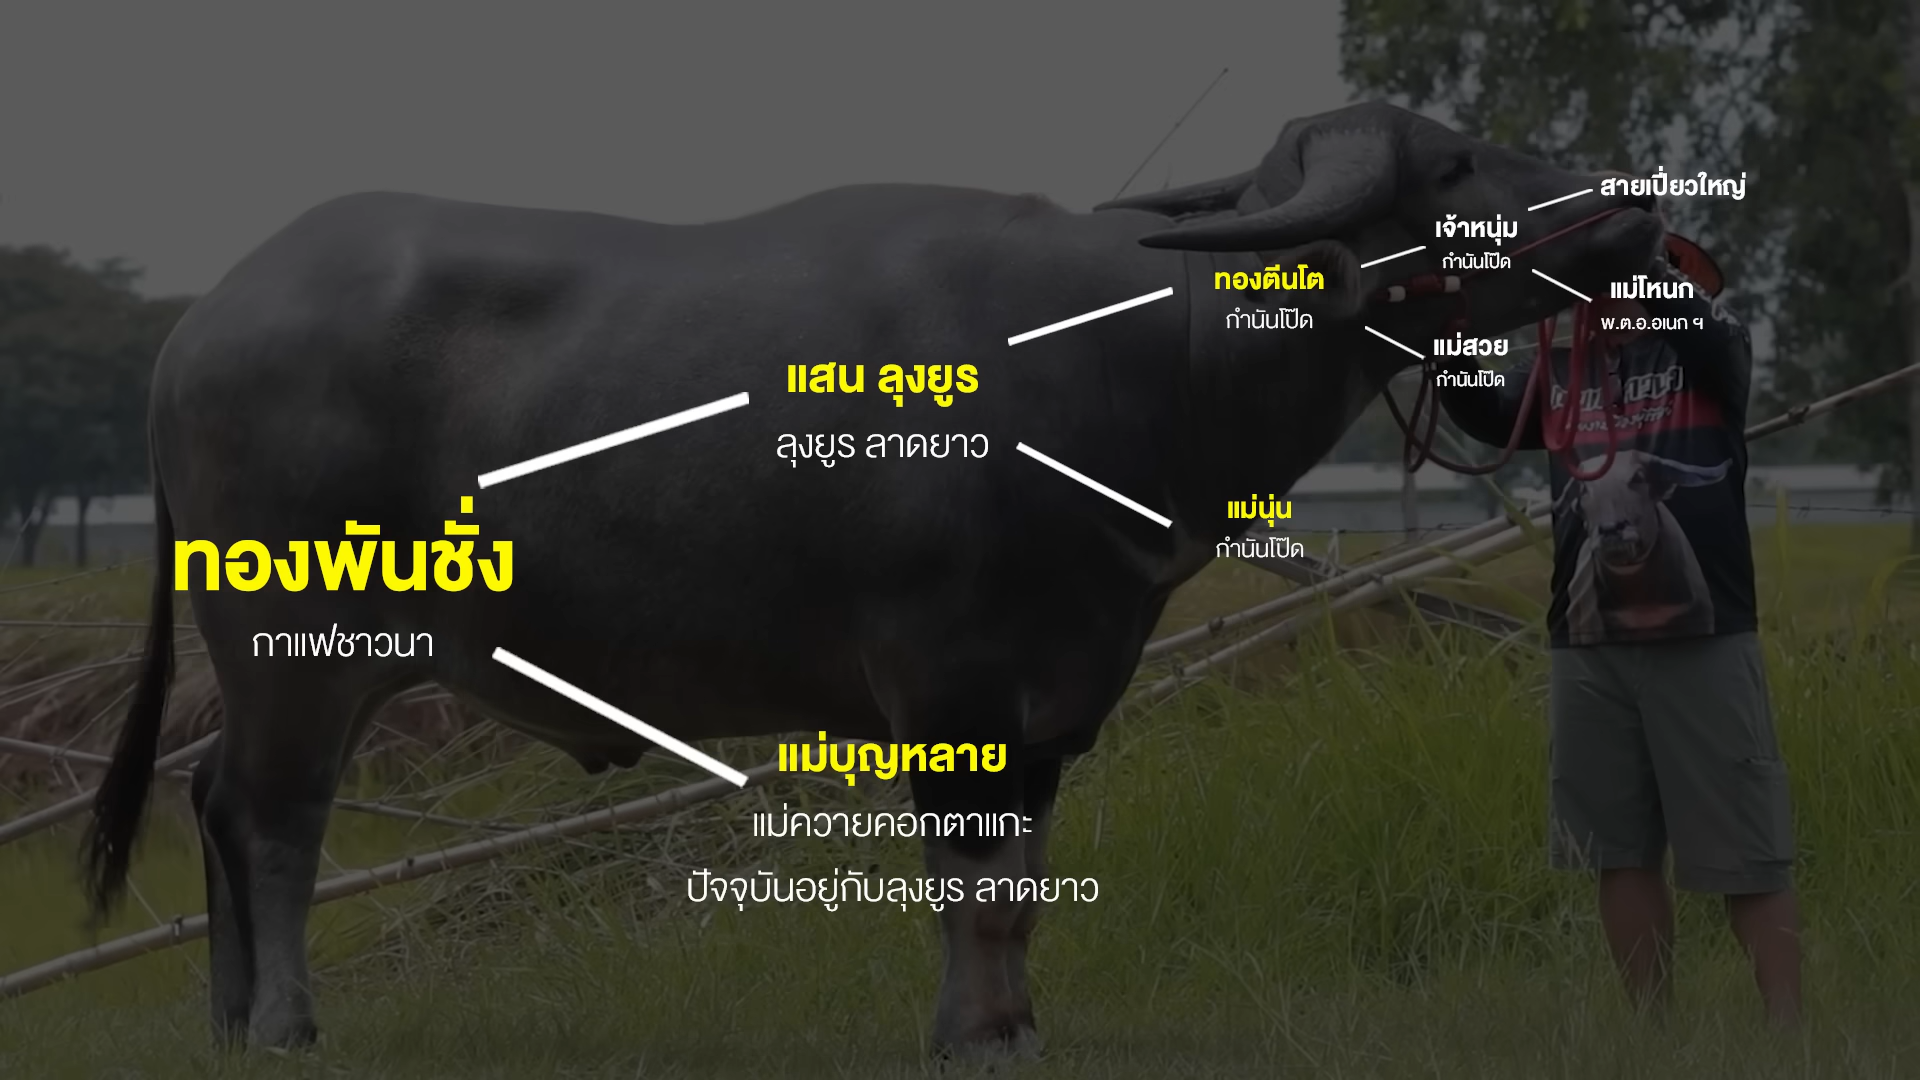 ทองพันชั่ง
กาแฟชาวนา
แสน ลุงยูร
ลุงยูร ลาดยาว
แม่บุญหลาย
แม่ควายคอกตาแกะ
ปัจจุบันอยู่กับลุงยูร ลาดยาว
ทองตีนโต
กำนันโป๊ด
แม่นุ่น
กำนันโป๊ด
เจ้าหนุ่ม
กำนันโป๊ด
แม่สวย
กำนันโป๊ด
สายเปี่ยวใหญ่
แม่โหนก
พ.ต.อ.อเนก ฯ